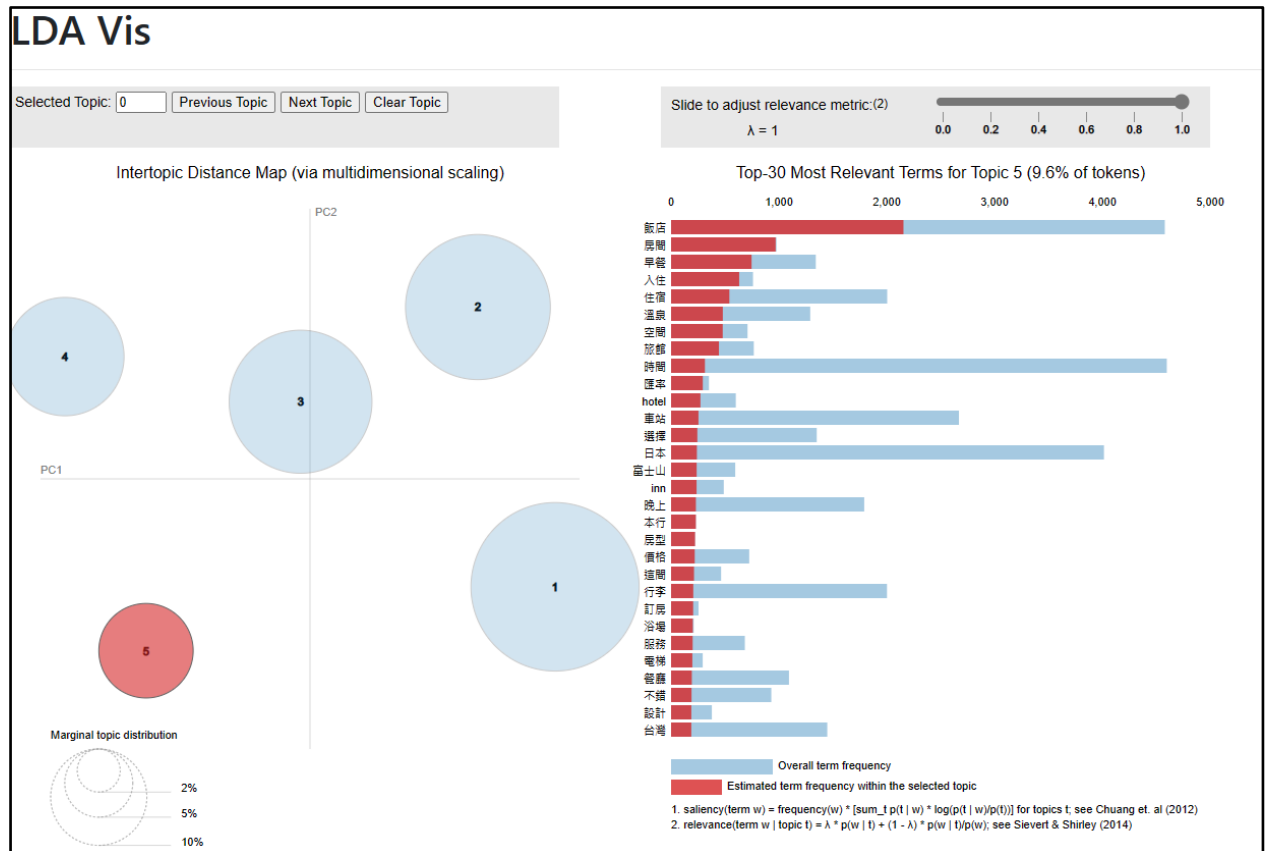 LDA Vis
Selected Topic: 0 Previous Topic Next Topic Clear Topic
Slide to adjust relevance metric:(2)
λ = 1
0.0 0.2 0.4 0.6 0.8 1.0
Intertopic Distance Map (via multidimensional scaling)
PC2
PC1
2
4
3
1
5
Marginal topic distribution
2%
5%
10%
Top-30 Most Relevant Terms for Topic 5 (9.6% of tokens)
0 1,000 2,000 3,000 4,000 5,000
飯店
房間
早餐
入住
住宿
溫泉
空間
旅館
時間
匯率
hotel
車站
選擇
日本
富士山
inn
晚上
本行
房型
價格
這間
行李
訂房
浴場
服務
電梯
餐廳
不錯
設計
台灣
Overall term frequency
Estimated term frequency within the selected topic
1. saliency(term w) = frequency(w) * [sum_t p(t | w) * log(p(t | w)/p(t))] for topics t; see Chuang et. al (2012)
2. relevance(term w | topic t) = λ * p(w | t) + (1 - λ) * p(w | t)/p(w); see Sievert & Shirley (2014)